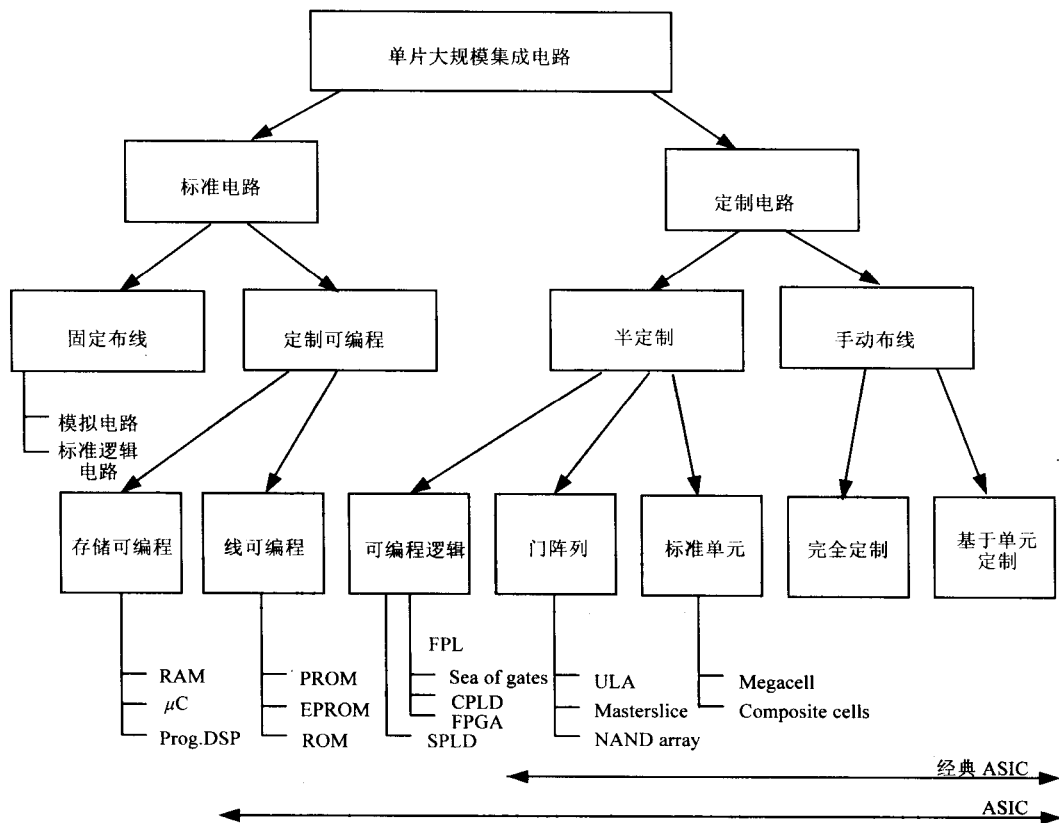 单片大规模集成电路
标准电路
定制电路
固定布线
定制可编程
半定制
手动布线
模拟电路
标准逻辑
电路
存储可编程
线可编程
可编程逻辑
门阵列
标准单元
完全定制
基于单元
定制
RAM
μC
Prog.DSP
PROM
EPROM
ROM
FPL
Sea of gates
CPLD
FPGA
SPLD
ULA
Masterslice
NAND array
Megacell
Composite cells
经典 ASIC
ASIC